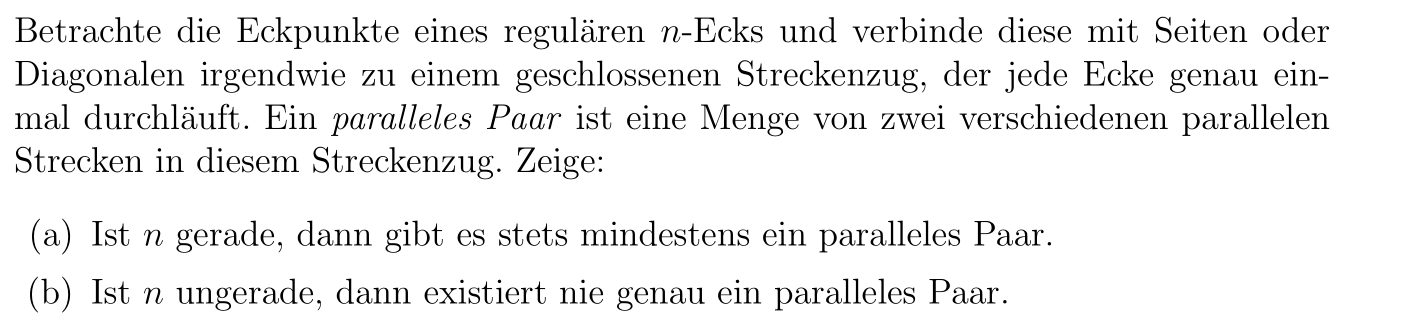 Betrachte die Eckpunkte eines regulären n-Ecks und verbinde diese mit Seiten oder
Diagonalen irgendwie zu einem geschlossenen Streckenzug, der jede Ecke genau ein-
mal durchläuft. Ein paralleles Paar ist eine Menge von zwei verschiedenen parallelen
Strecken in diesem Streckenzug. Zeige:
(a) Ist n gerade, dann gibt es stets mindestens ein paralleles Paar.
(b) Ist n ungerade, dann existiert nie genau ein paralleles Paar.